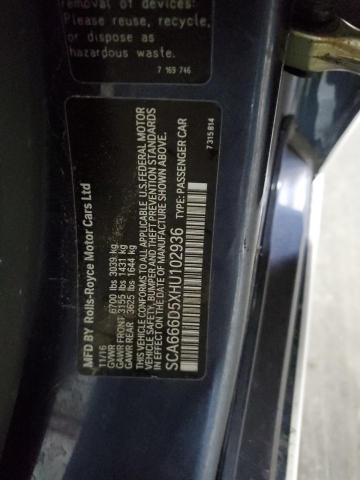 removal of devices:
Please reuse, recycle,
or dispose as
hazardous waste.
7 169 746
MFD BY Rolls-Royce Motor Cars Ltd
11/16
GVWR 6700 lbs 3039 kg
GAWR FRONT 3155 lbs 1431 kg
GAWR REAR 3625 lbs 1644 kg
THIS VEHICLE CONFORMS TO ALL APPLICABLE U.S. FEDERAL MOTOR
VEHICLE SAFETY, BUMPER AND THEFT PREVENTION STANDARDS
IN EFFECT ON THE DATE OF MANUFACTURE SHOWN ABOVE.
SCA666D5XHU102936 TYPE: PASSENGER CAR
7315814